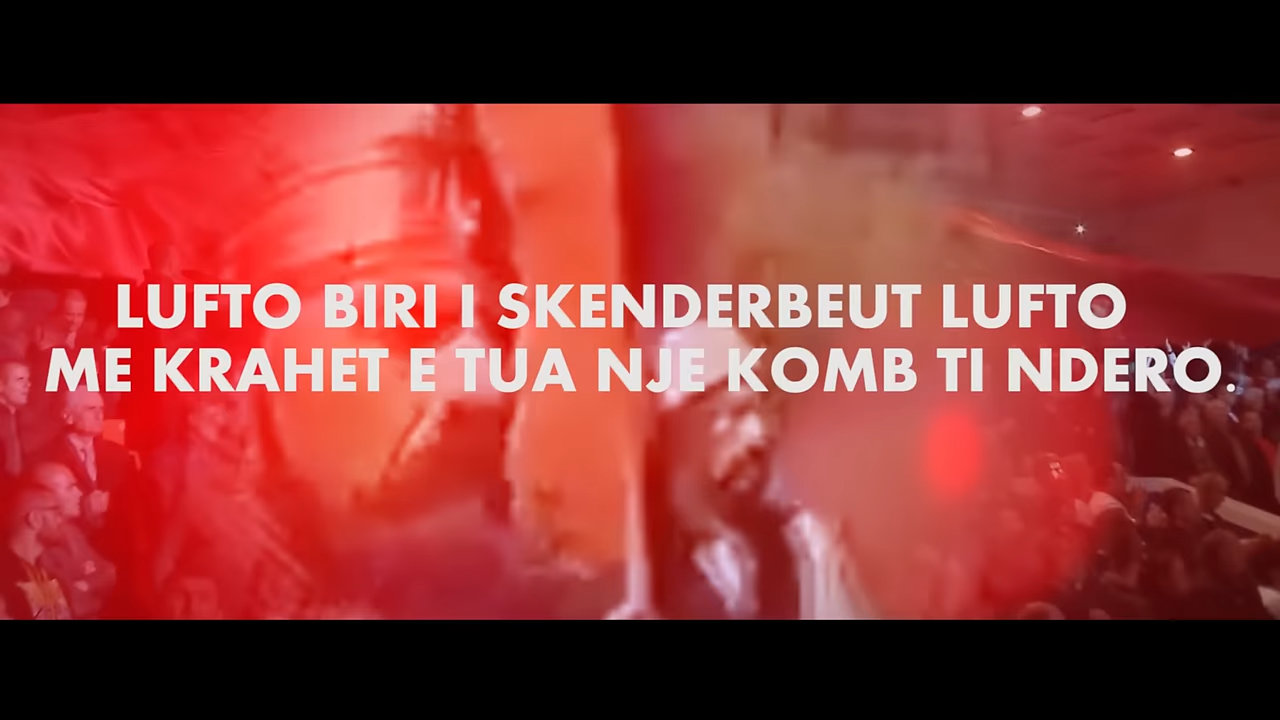 LUFTO BIRI I SKENDERBEUT LUFTO
ME KRAHET E TUA NJE KOMB TI NDERO.